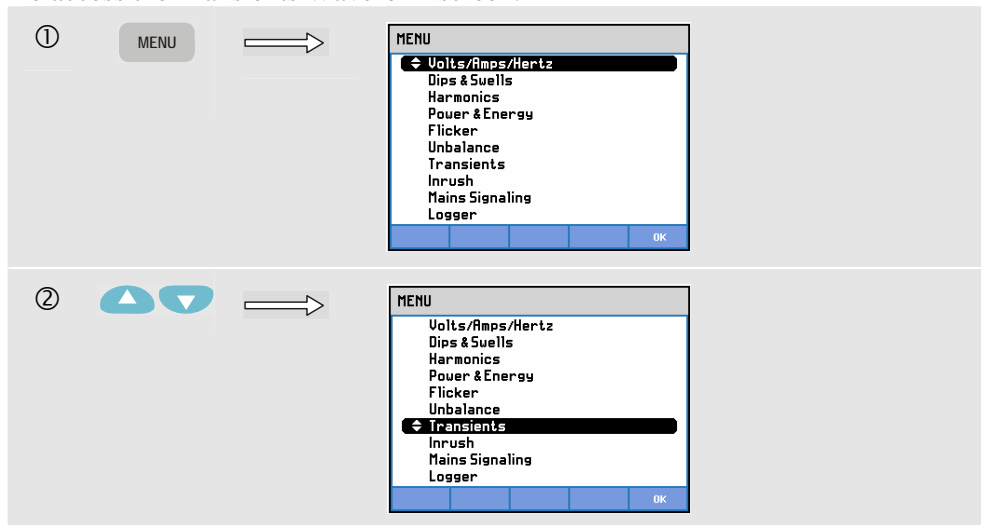 ①
MENU
MENU
Volts/Amps/Hertz
Dips & Swells
Harmonics
Power & Energy
Flicker
Unbalance
Transients
Inrush
Mains Signaling
Logger
OK
②
MENU
Volts/Amps/Hertz
Dips & Swells
Harmonics
Power & Energy
Flicker
Unbalance
Transients
Inrush
Mains Signaling
Logger
OK